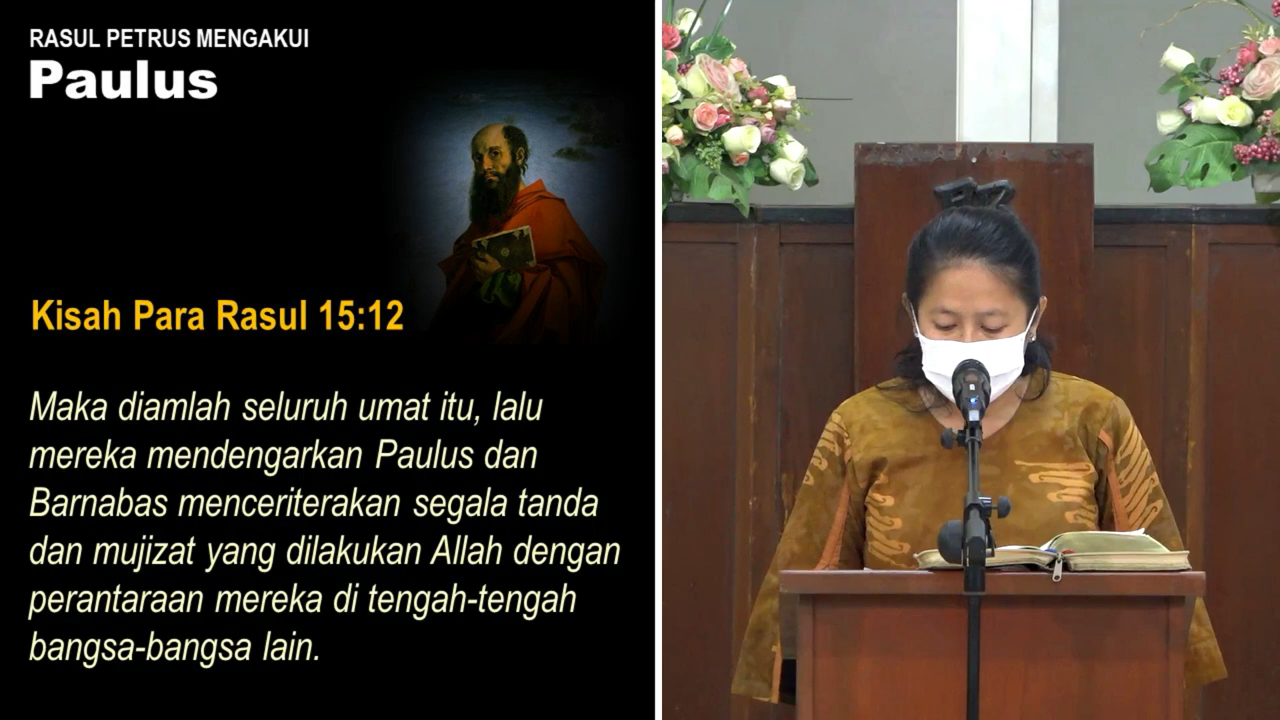 RASUL PETRUS MENGAKUI
Paulus
Kisah Para Rasul 15:12
Maka diamlah seluruh umat itu, lalu
mereka mendengarkan Paulus dan
Barnabas menceriterakan segala tanda
dan mujizat yang dilakukan Allah dengan
perantaraan mereka di tengah-tengah
bangsa-bangsa lain.